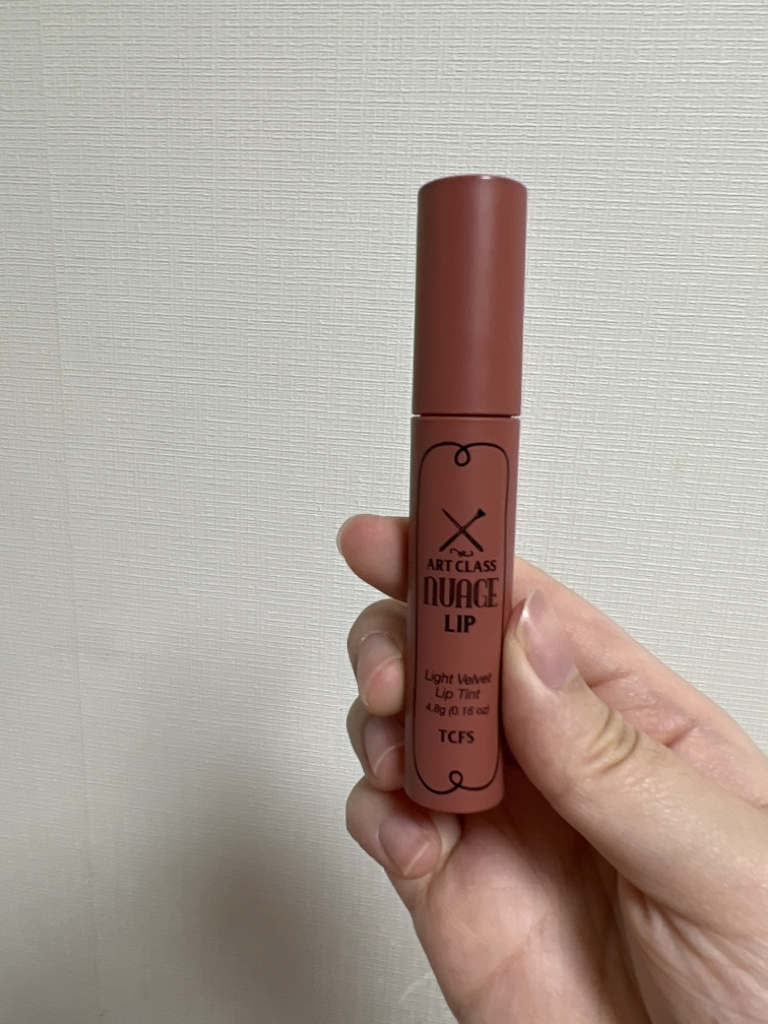 ART CLASS
NUAGE
LIP
Light Velvet
Lip Tint
4.8g (0.16 oz)
TCFS